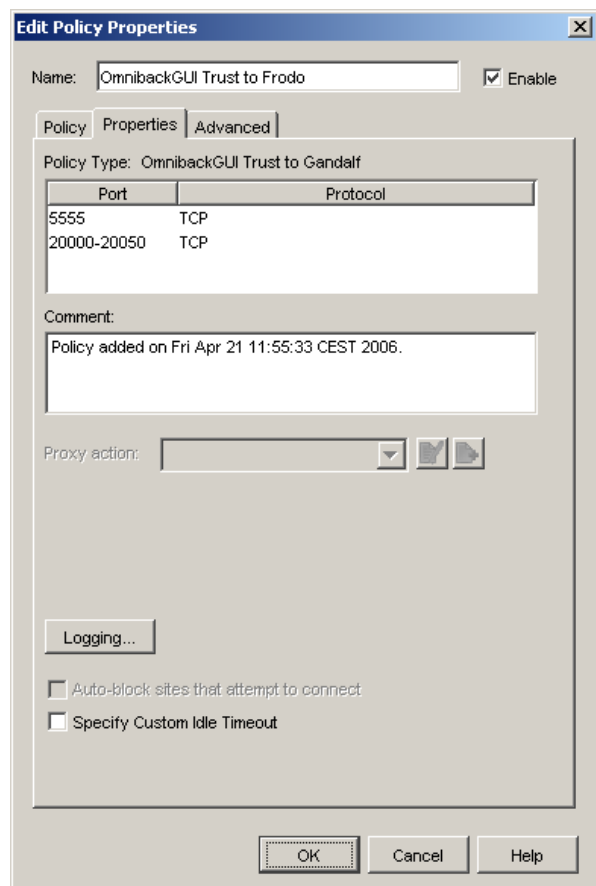 Edit Policy Properties
Name: OmnibackGUI Trust to Frodo Enable
Policy Properties Advanced
Policy Type: OmnibackGUI Trust to Gandalf
Port Protocol
5555 TCP
20000-20050 TCP
Comment:
Policy added on Fri Apr 21 11:55:33 CEST 2006.
Proxy action:
Logging...
Auto-block sites that attempt to connect
Specify Custom Idle Timeout
OK Cancel Help